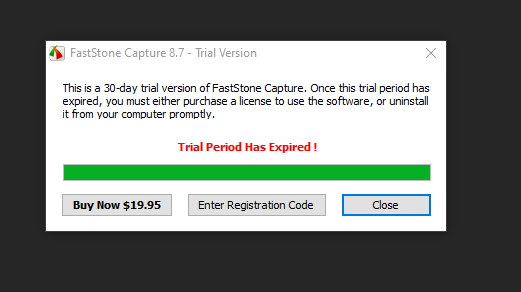 FastStone Capture 8.7 - Trial Version
This is a 30-day trial version of FastStone Capture. Once this trial period has
expired, you must either purchase a license to use the software, or uninstall
it from your computer promptly.
Trial Period Has Expired !
Buy Now $19.95
Enter Registration Code
Close